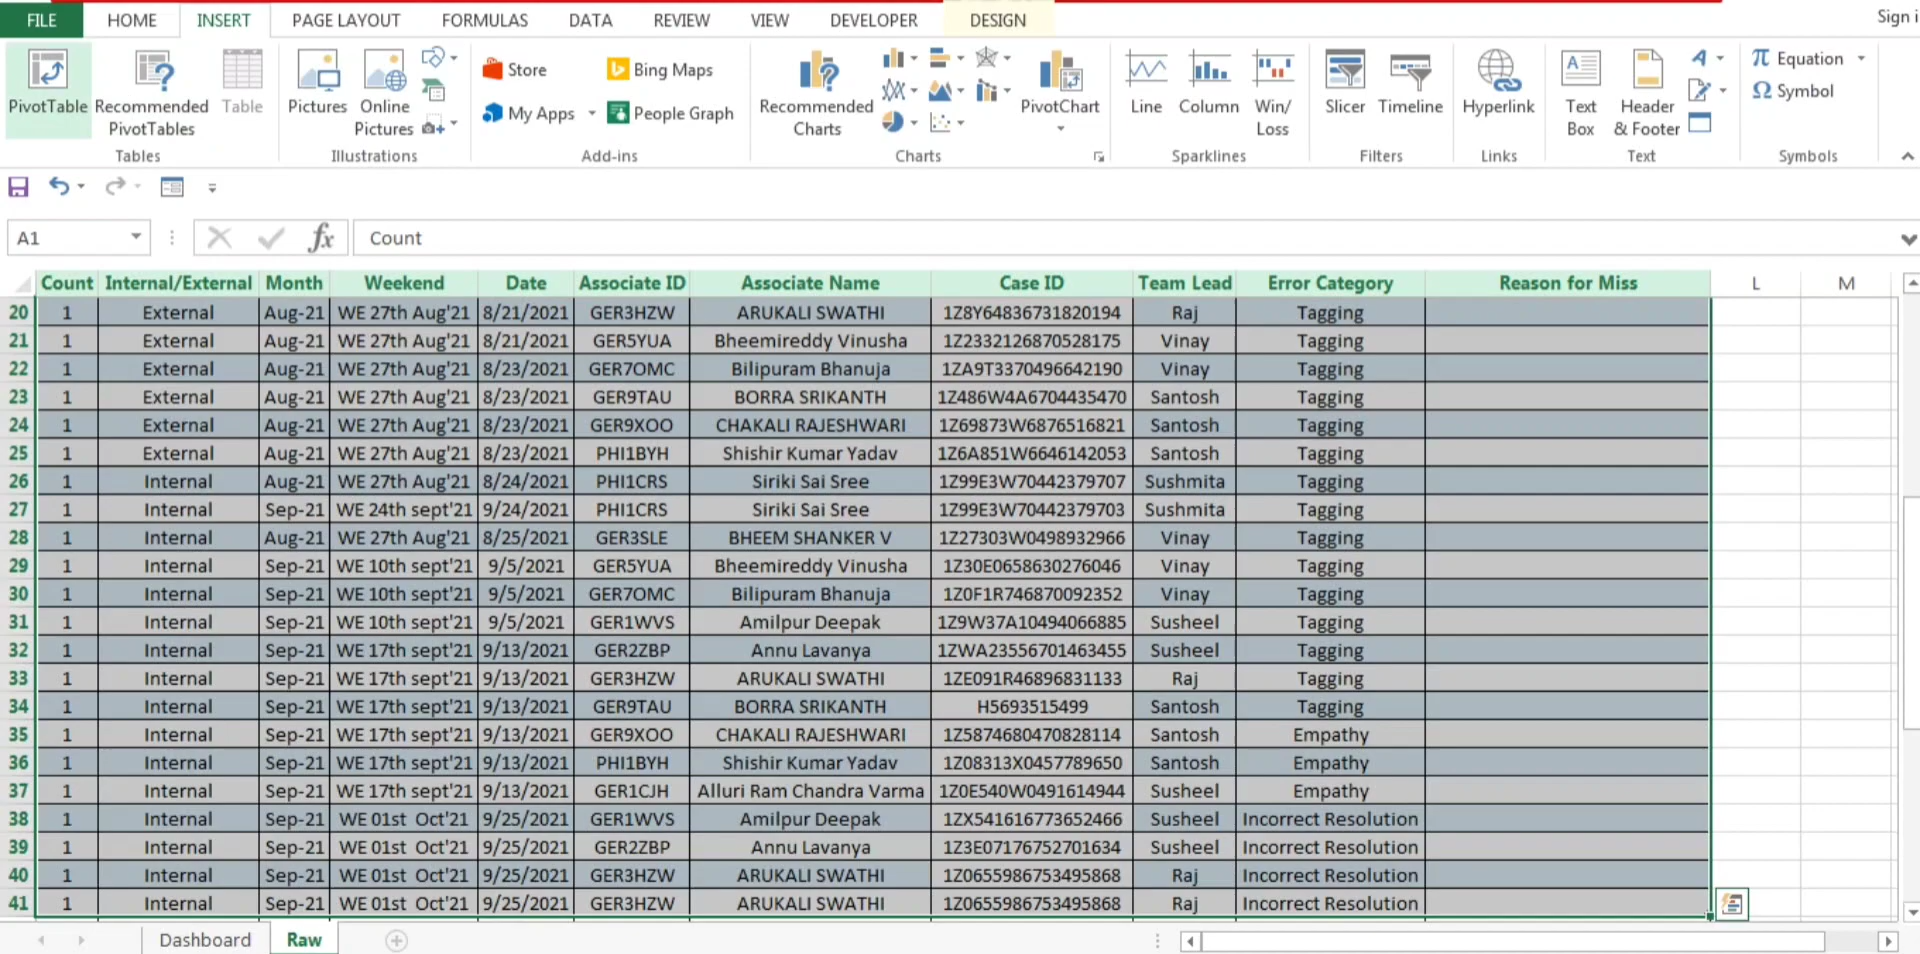 FILE HOME INSERT PAGE LAYOUT FORMULAS DATA REVIEW VIEW DEVELOPER DESIGN Sign i
PivotTable Recommended PivotTables Table Pictures Online Pictures Store My Apps Bing Maps People Graph Recommended Charts PivotChart Line Column Win/ Loss Slicer Timeline Hyperlink Text Box Header & Footer Equation Symbol
Tables Illustrations Add-ins Charts Sparklines Filters Links Text Symbols
A1 fx Count
Count Internal/External Month Weekend Date Associate ID Associate Name Case ID Team Lead Error Category Reason for Miss L M
20 1 External Aug-21 WE 27th Aug'21 8/21/2021 GER3HZW ARUKALI SWATHI 1Z8Y64836731820194 Raj Tagging
21 1 External Aug-21 WE 27th Aug'21 8/21/2021 GER5YUA Bheemireddy Vinusha 1Z2332126870528175 Vinay Tagging
22 1 External Aug-21 WE 27th Aug'21 8/23/2021 GER7OMC Bilipuram Bhanuja 1ZA9T3370496642190 Vinay Tagging
23 1 External Aug-21 WE 27th Aug'21 8/23/2021 GER9TAU BORRA SRIKANTH 1Z486W4A6704435470 Santosh Tagging
24 1 External Aug-21 WE 27th Aug'21 8/23/2021 GER9XOO CHAKALI RAJESHWARI 1Z69873W6876516821 Santosh Tagging
25 1 External Aug-21 WE 27th Aug'21 8/23/2021 PHI1BYH Shishir Kumar Yadav 1Z6A851W6646142053 Santosh Tagging
26 1 Internal Aug-21 WE 27th Aug'21 8/24/2021 PHI1CRS Siriki Sai Sree 1Z99E3W70442379707 Sushmita Tagging
27 1 Internal Sep-21 WE 24th sept'21 9/24/2021 PHI1CRS Siriki Sai Sree 1Z99E3W70442379703 Sushmita Tagging
28 1 Internal Aug-21 WE 27th Aug'21 8/25/2021 GER3SLE BHEEM SHANKER V 1Z27303W0498932966 Vinay Tagging
29 1 Internal Sep-21 WE 10th sept'21 9/5/2021 GER5YUA Bheemireddy Vinusha 1Z30E0658630276046 Vinay Tagging
30 1 Internal Sep-21 WE 10th sept'21 9/5/2021 GER7OMC Bilipuram Bhanuja 1Z0F1R746870092352 Vinay Tagging
31 1 Internal Sep-21 WE 10th sept'21 9/5/2021 GER1WVS Amilpur Deepak 1Z9W37A10494066885 Susheel Tagging
32 1 Internal Sep-21 WE 17th sept'21 9/13/2021 GER2ZBP Annu Lavanya 1ZWA23556701463455 Susheel Tagging
33 1 Internal Sep-21 WE 17th sept'21 9/13/2021 GER3HZW ARUKALI SWATHI 1ZE091R46896831133 Raj Tagging
34 1 Internal Sep-21 WE 17th sept'21 9/13/2021 GER9TAU BORRA SRIKANTH H5693515499 Santosh Tagging
35 1 Internal Sep-21 WE 17th sept'21 9/13/2021 GER9XOO CHAKALI RAJESHWARI 1Z5874680470828114 Santosh Empathy
36 1 Internal Sep-21 WE 17th sept'21 9/13/2021 PHI1BYH Shishir Kumar Yadav 1Z08313X0457789650 Santosh Empathy
37 1 Internal Sep-21 WE 17th sept'21 9/13/2021 GER1CJH Alluri Ram Chandra Varma 1Z0E540W0491614944 Susheel Empathy
38 1 Internal Sep-21 WE 01st Oct'21 9/25/2021 GER1WVS Amilpur Deepak 1ZX541616773652466 Susheel Incorrect Resolution
39 1 Internal Sep-21 WE 01st Oct'21 9/25/2021 GER2ZBP Annu Lavanya 1Z3E07176752701634 Susheel Incorrect Resolution
40 1 Internal Sep-21 WE 01st Oct'21 9/25/2021 GER3HZW ARUKALI SWATHI 1Z0655986753495868 Raj Incorrect Resolution
41 1 Internal Sep-21 WE 01st Oct'21 9/25/2021 GER3HZW ARUKALI SWATHI 1Z0655986753495868 Raj Incorrect Resolution
Dashboard Raw